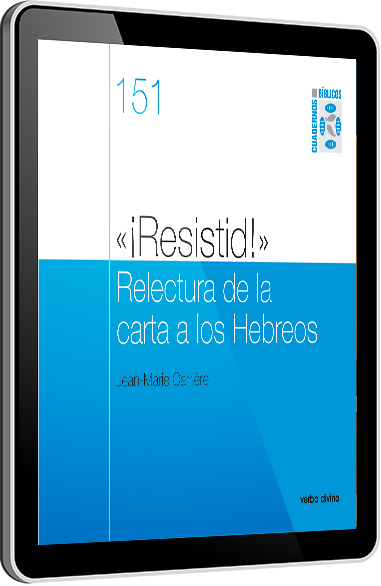 151
CUADERNOS
BÍBLICOS
«¡Resistid!»
Relectura de la
carta a los Hebreos
Jean-Marie Carrière
verbo divino